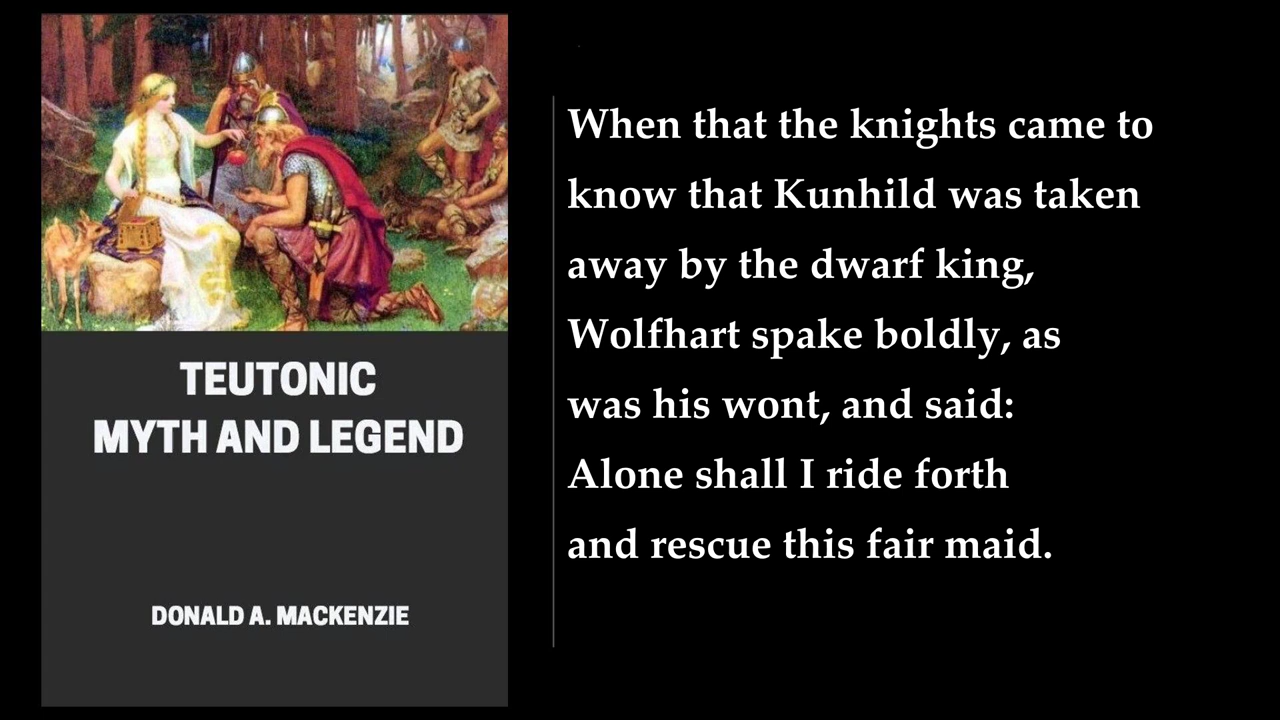 TEUTONIC
MYTH AND LEGEND
DONALD A. MACKENZIE
When that the knights came to
know that Kunhild was taken
away by the dwarf king,
Wolfhart spake boldly, as
was his wont, and said:
Alone shall I ride forth
and rescue this fair maid.